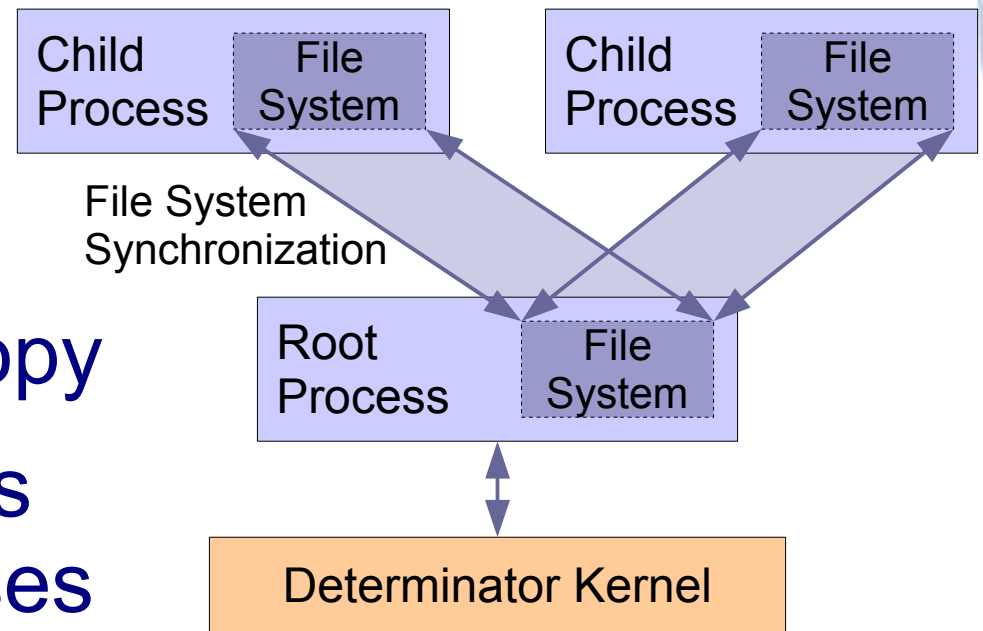 Child
Process
File
System
Child
Process
File
System
File System
Synchronization
Root
Process
File
System
Determinator Kernel